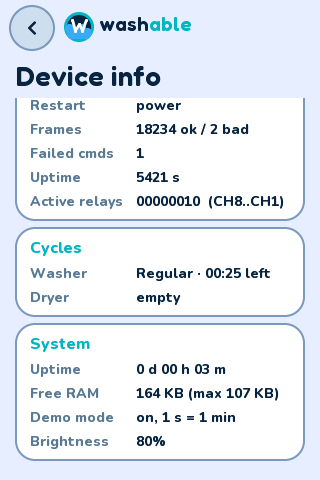 W washable
Device info
Restart power
Frames 18234 ok / 2 bad
Failed cmds 1
Uptime 5421 s
Active relays 00000010 (CH8..CH1)
Cycles
Washer Regular · 00:25 left
Dryer empty
System
Uptime 0 d 00 h 03 m
Free RAM 164 KB (max 107 KB)
Demo mode on, 1 s = 1 min
Brightness 80%